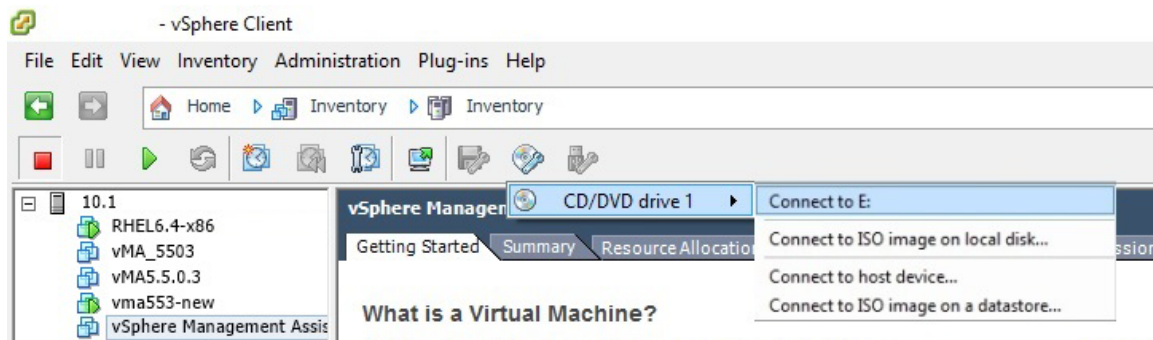 - vSphere Client
File Edit View Inventory Administration Plug-ins Help
Home Inventory Inventory
10.1
RHEL6.4-x86
vMA_5503
vMA5.5.0.3
vma553-new
vSphere Management Assis
vSphere Manager
CD/DVD drive 1
Connect to E:
Connect to ISO image on local disk...
Connect to host device...
Connect to ISO image on a datastore...
Getting Started Summary Resource Allocation ssion
What is a Virtual Machine?